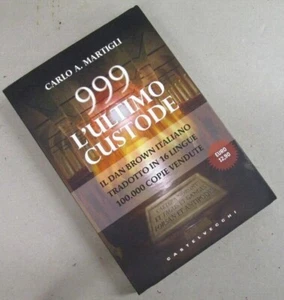 CARLO A. MARTIGLI
999
L'ULTIMO
CUSTODE
IL DAN BROWN ITALIANO
TRADOTTO IN 16 LINGUE
100.000 COPIE VENDUTE
EURO
12,90
CASTELVECCHI